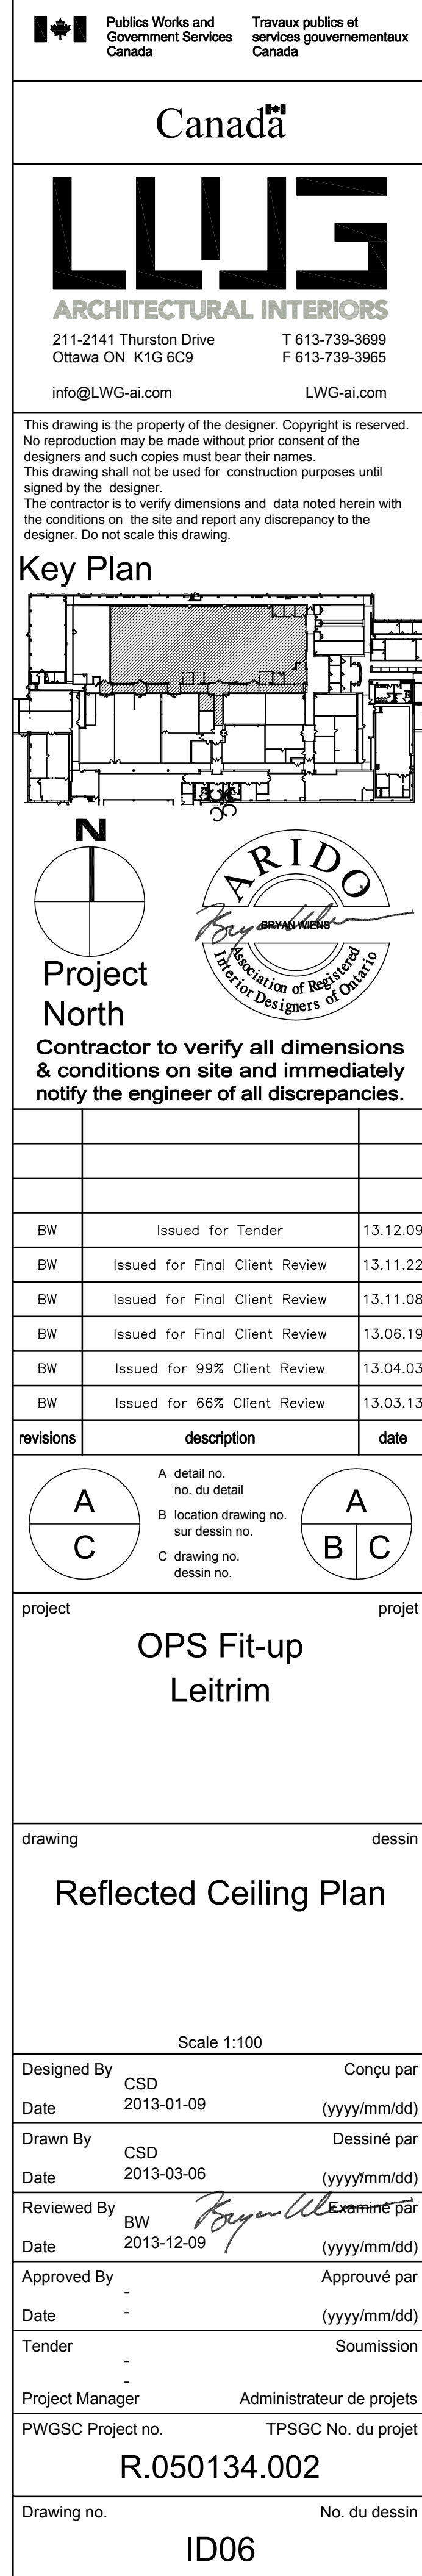 Publics Works and
Government Services
Canada
Travaux publics et
services gouvernementaux
Canada
Canada
LWG
ARCHITECTURAL INTERIORS
211-2141 Thurston Drive T 613-739-3699
Ottawa ON K1G 6C9 F 613-739-3965
info@LWG-ai.com LWG-ai.com
This drawing is the property of the designer. Copyright is reserved.
No reproduction may be made without prior consent of the
designers and such copies must bear their names.
This drawing shall not be used for construction purposes until
signed by the designer.
The contractor is to verify dimensions and data noted herein with
the conditions on the site and report any discrepancy to the
designer. Do not scale this drawing.
Key Plan
N
Project
North
ARIDO
BRYAN WIENS
Association of Registered
Interior Designers of Ontario
Contractor to verify all dimensions
& conditions on site and immediately
notify the engineer of all discrepancies.
BW Issued for Tender 13.12.09
BW Issued for Final Client Review 13.11.22
BW Issued for Final Client Review 13.11.08
BW Issued for Final Client Review 13.06.19
BW Issued for 99% Client Review 13.04.03
BW Issued for 66% Client Review 13.03.13
revisions description date
A
C
A detail no.
no. du detail
B location drawing no.
sur dessin no.
C drawing no.
dessin no.
A
B C
project projet
OPS Fit-up
Leitrim
drawing dessin
Reflected Ceiling Plan
Scale 1:100
Designed By Conçu par
CSD
Date 2013-01-09 (yyyy/mm/dd)
Drawn By Dessiné par
CSD
Date 2013-03-06 (yyyy/mm/dd)
Reviewed By Examiné par
BW
Date 2013-12-09 (yyyy/mm/dd)
Approved By Approuvé par
-
Date - (yyyy/mm/dd)
Tender Soumission
-
-
Project Manager Administrateur de projets
PWGSC Project no. TPSGC No. du projet
R.050134.002
Drawing no. No. du dessin
ID06